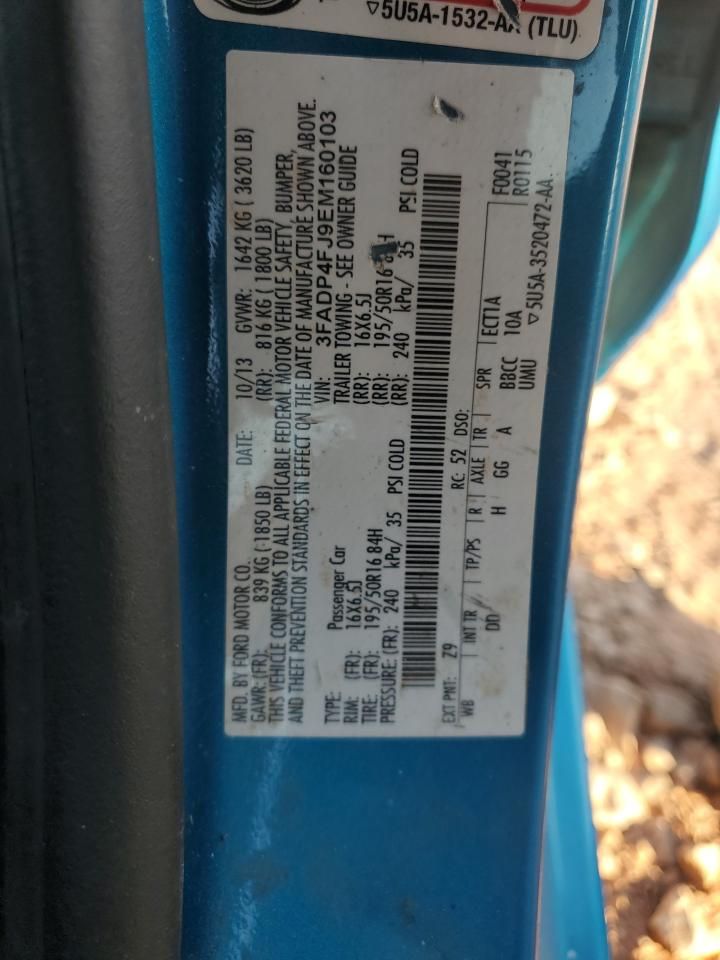 5U5A-1532-AA (TLU)
MFD. BY FORD MOTOR CO. DATE: 10/13 GVWR: 1642 KG ( 3620 LB)
GAWR: (FR): 839 KG ( 1850 LB) (RR): 816 KG ( 1800 LB)
THIS VEHICLE CONFORMS TO ALL APPLICABLE FEDERAL MOTOR VEHICLE SAFETY, BUMPER,
AND THEFT PREVENTION STANDARDS IN EFFECT ON THE DATE OF MANUFACTURE SHOWN ABOVE.
VIN: 3FADP4FJ9EM160103
TYPE: Passenger Car TRAILER TOWING - SEE OWNER GUIDE
RIM: (FR): 16X6.5J (RR): 16X6.5J
TIRE: (FR): 195/50R16 84H (RR): 195/50R16 84H
PRESSURE: (FR): 240 kPa/ 35 PSI COLD (RR): 240 kPa/ 35 PSI COLD
EXT PNT: Z9 RC: 52 DSO: F0041
WB INT TR TP/PS R AXLE TR SPR ECT1A R0115
DD H GG A BBCC 10A
UMU 5U5A-3520472-AA